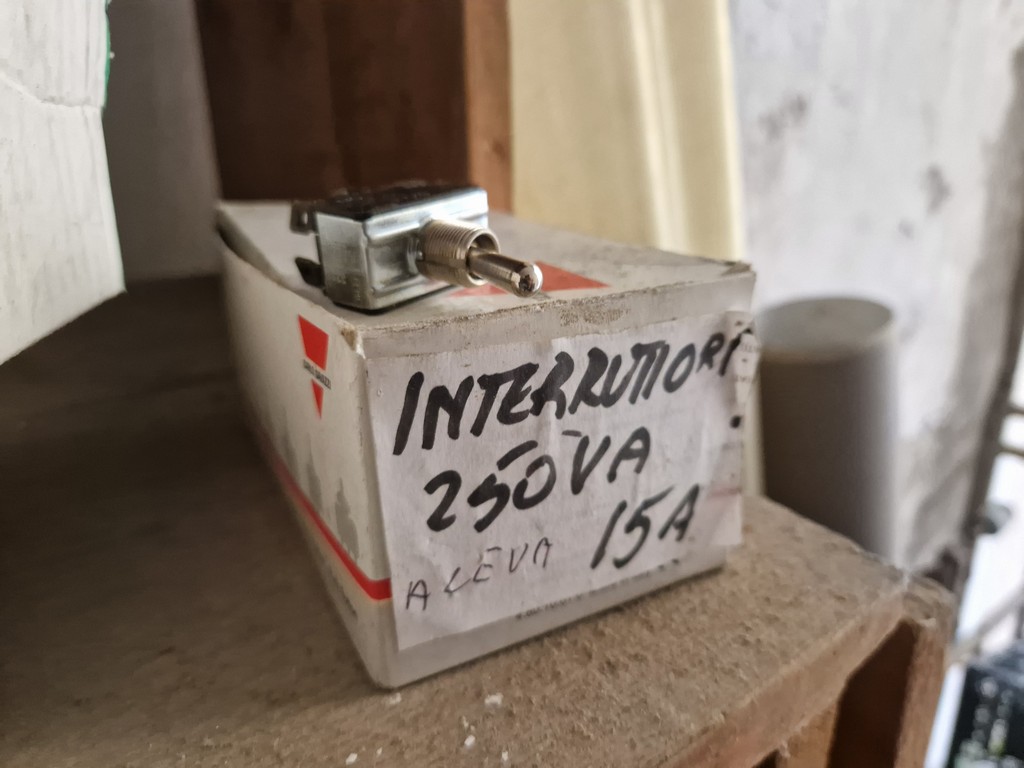 INTERRUTTORI
250VA
15A
A LEVA